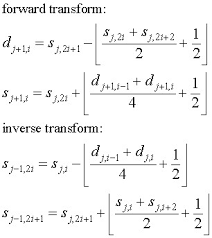 forward transform:
d_{j+1,i} = s_{j,2i+1} − ⌊ (s_{j,2i} + s_{j,2i+2}) / 2 + 1/2 ⌋
s_{j+1,i} = s_{j,2i} + ⌊ (d_{j+1,i−1} + d_{j+1,i}) / 4 + 1/2 ⌋
inverse transform:
s_{j−1,2i} = s_{j,i} − ⌊ (d_{j,i−1} + d_{j,i}) / 4 + 1/2 ⌋
s_{j−1,2i+1} = s_{j,2i+1} + ⌊ (s_{j,i} + s_{j,i+2}) / 2 + 1/2 ⌋